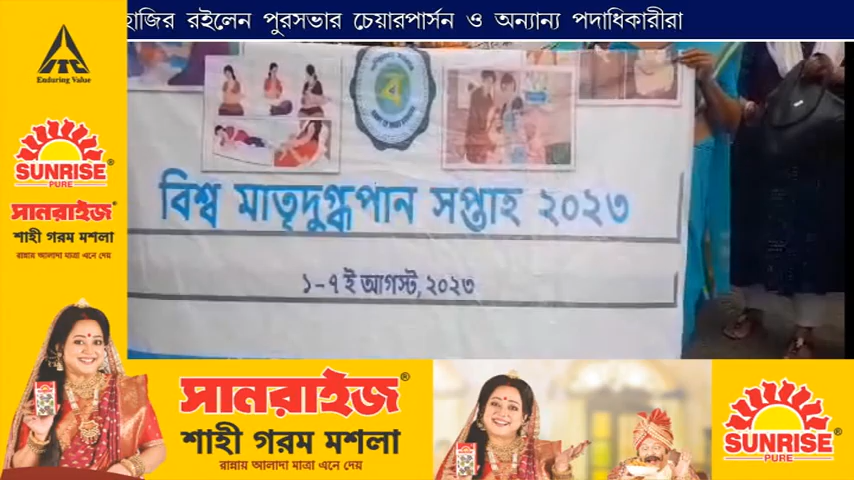 হাজির রইলেন পুরসভার চেয়ারপার্সন ও অন্যান্য পদাধিকারীরা
ITC
Enduring Value
SUNRISE®
PURE
সানরাইজ®
শাহী গরম মশলা
রান্নায় আলাদা মাত্রা এনে দেয়
বিশ্ব মাতৃদুগ্ধপান সপ্তাহ ২০২৩
১-৭ ই আগস্ট, ২০২৩
সানরাইজ®
শাহী গরম মশলা
রান্নায় আলাদা মাত্রা এনে দেয়
SUNRISE®
PURE